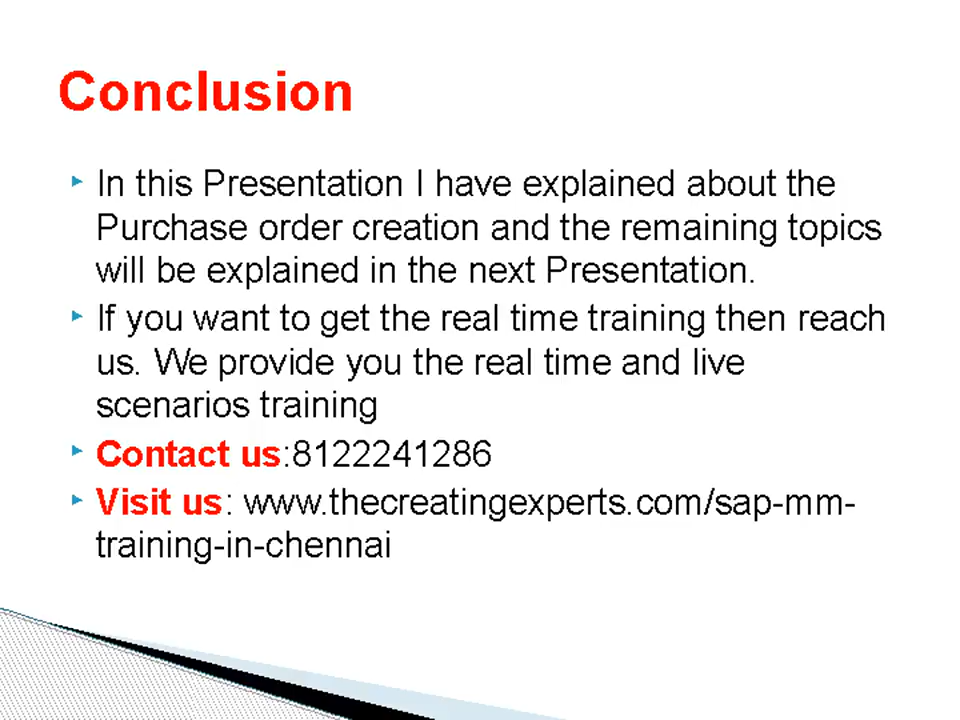 Conclusion
In this Presentation I have explained about the
Purchase order creation and the remaining topics
will be explained in the next Presentation.
If you want to get the real time training then reach
us. We provide you the real time and live
scenarios training
Contact us:8122241286
Visit us: www.thecreatingexperts.com/sap-mm-
training-in-chennai